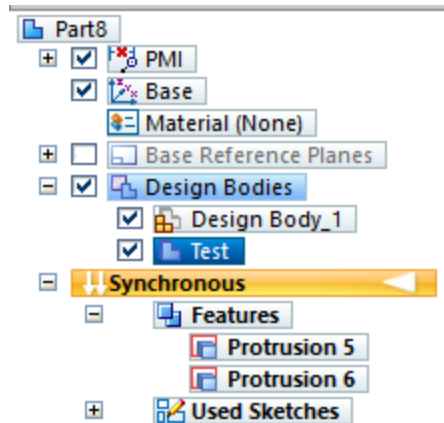 Part8
PMI
Base
Material (None)
Base Reference Planes
Design Bodies
Design Body_1
Test
Synchronous
Features
Protrusion 5
Protrusion 6
Used Sketches